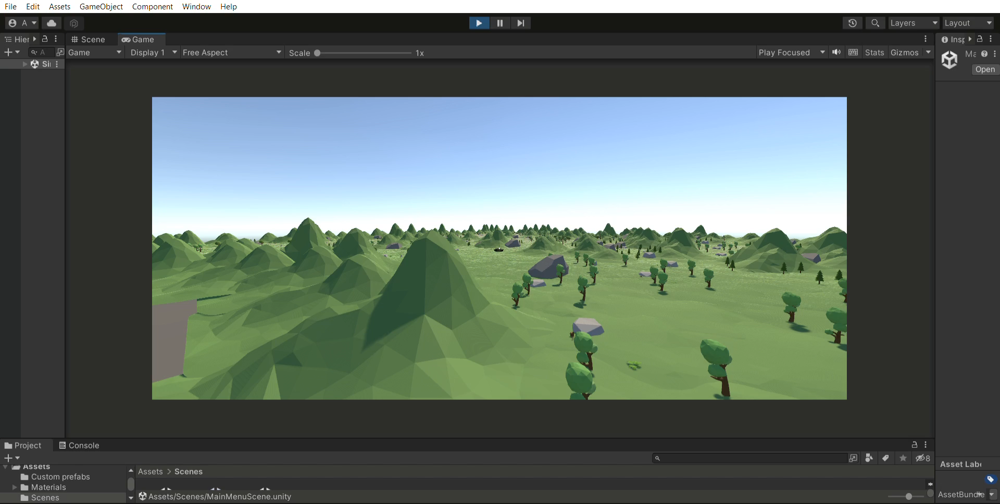 File Edit Assets GameObject Component Window Help
A
Layers Layout
Hier Scene Game Insp
A Game Display 1 Free Aspect Scale 1x Play Focused Stats Gizmos
Si
Open
Project Console
8
Assets
Custom prefabs
Materials
Scenes
Assets > Scenes
Assets/Scenes/MainMenuScene.unity
Asset Labe
AssetBundle